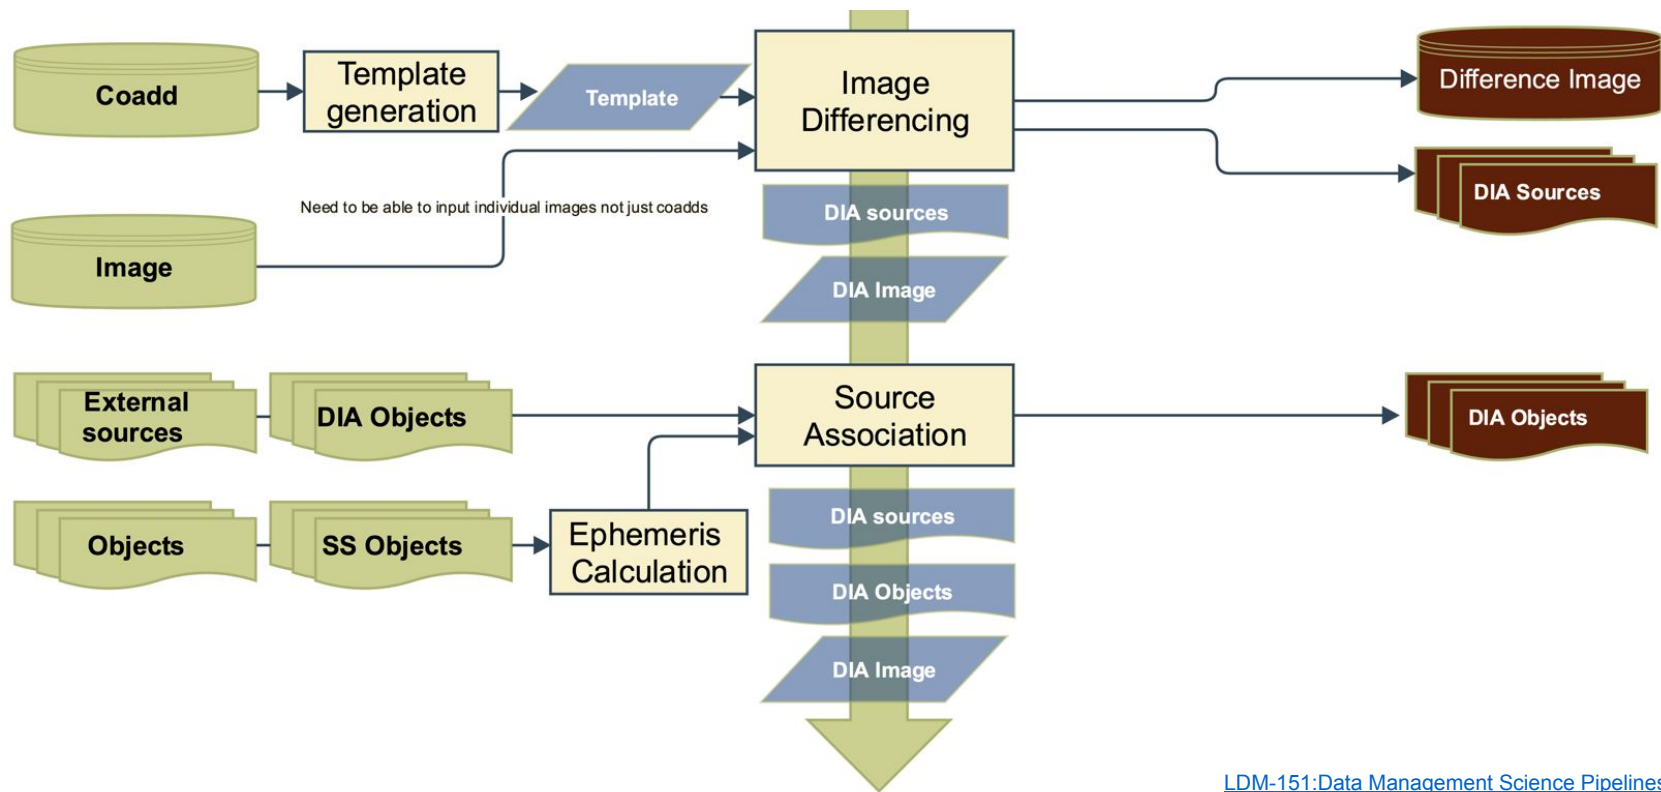 Coadd
Template
generation
Template
Image
Differencing
Difference Image
DIA Sources
Need to be able to input individual images not just coadds
Image
DIA sources
DIA Image
External
sources
DIA Objects
Source
Association
DIA Objects
Objects
SS Objects
Ephemeris
Calculation
DIA sources
DIA Objects
DIA Image
LDM-151:Data Management Science Pipelines